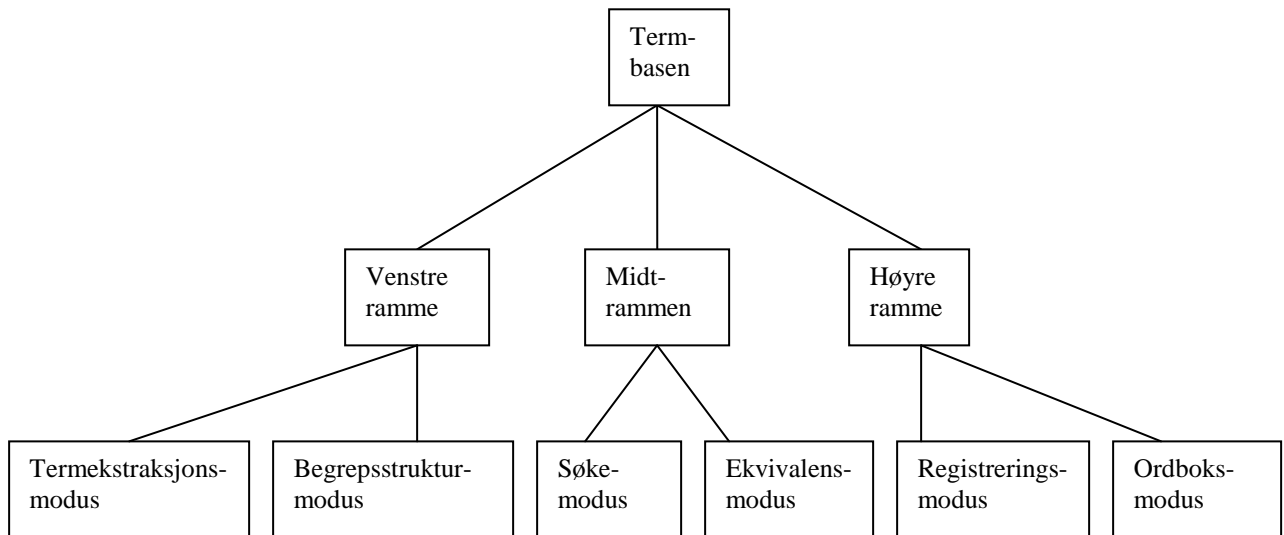 Term-
basen
Venstre
ramme
Midt-
rammen
Høyre
ramme
Termekstraksjons-
modus
Begrepsstruktur-
modus
Søke-
modus
Ekvivalens-
modus
Registrerings-
modus
Ordboks-
modus